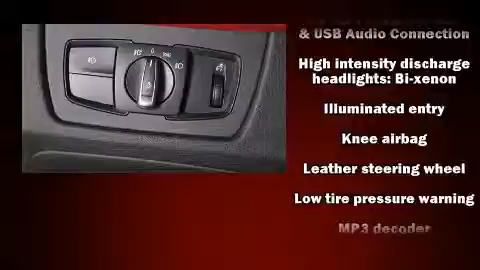 & USB Audio Connection
High intensity discharge
headlights: Bi-xenon
Illuminated entry
Knee airbag
Leather steering wheel
Low tire pressure warning
MP3 decoder